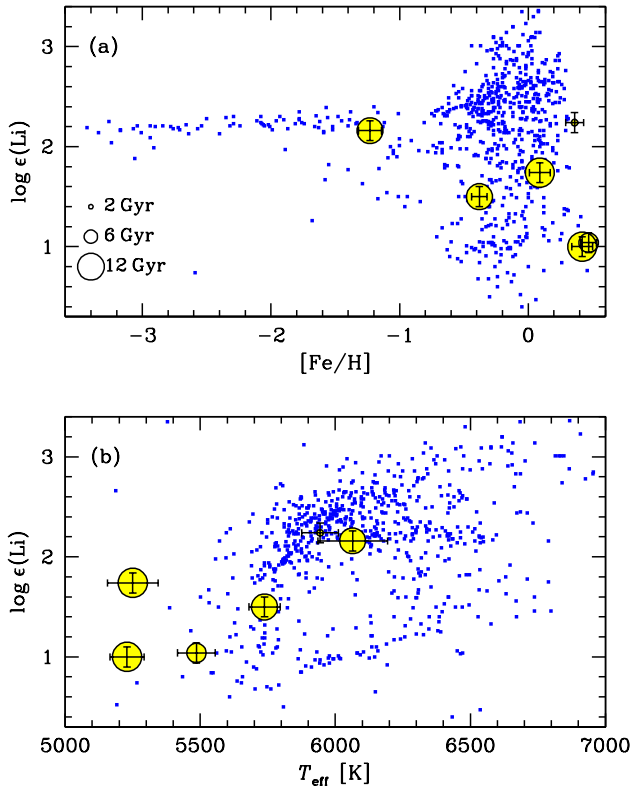 (a)
3
2
1
log ϵ(Li)
2 Gyr
6 Gyr
12 Gyr
−3 −2 −1 0
[Fe/H]
(b)
3
2
1
log ϵ(Li)
5000 5500 6000 6500 7000
Teff [K]